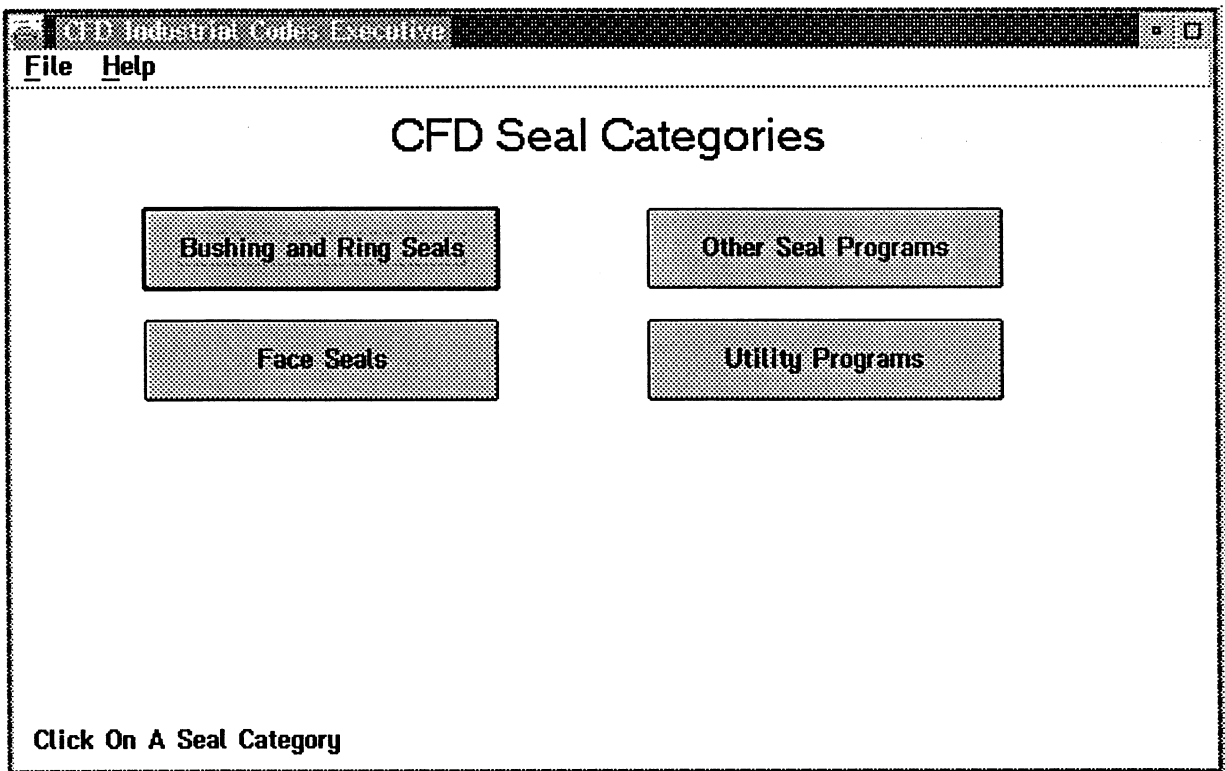 CFD Industrial Codes Executive
File Help
CFD Seal Categories
Bushing and Ring Seals
Other Seal Programs
Face Seals
Utility Programs
Click On A Seal Category